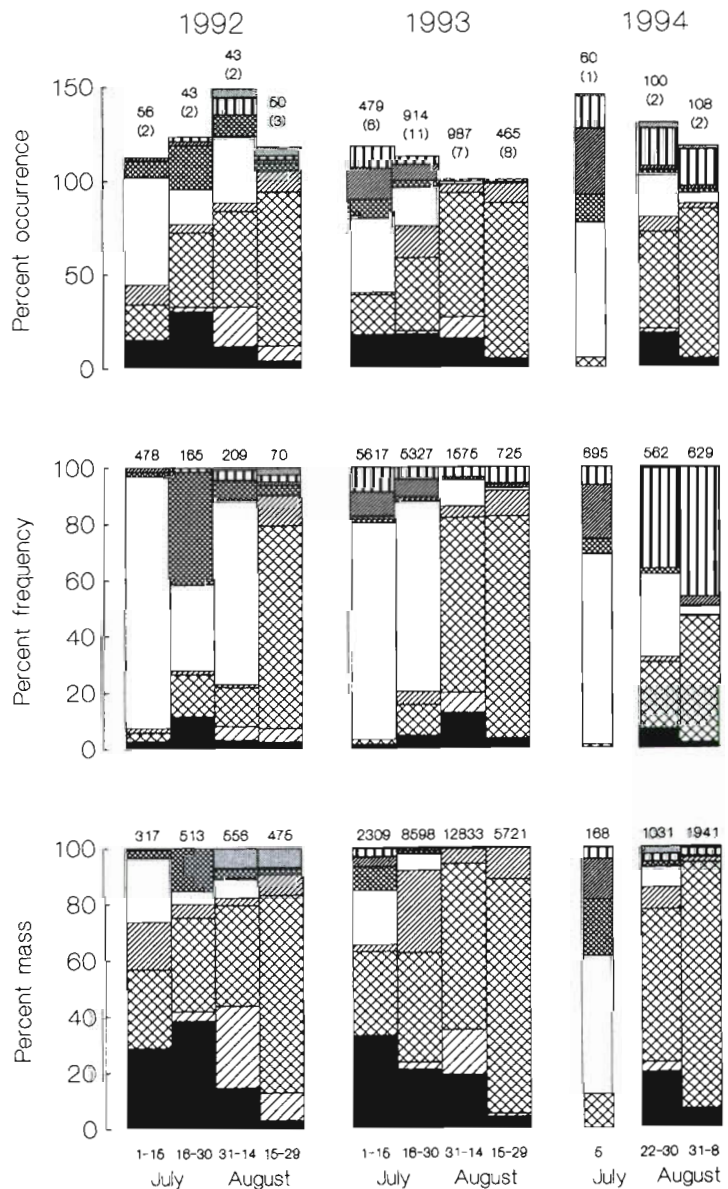 1992 1993 1994
56 43 43 50 479 914 987 465 60 100 108
(2) (2) (2) (3) (6) (11) (7) (8) (1) (2) (2)
Percent occurrence
150
100
50
0
478 165 209 70 5617 5327 1576 725 695 562 629
Percent frequency
100
80
60
40
20
0
317 513 556 475 2309 8598 12833 5721 168 1031 1941
Percent mass
100
80
60
40
20
0
1-15 16-30 31-14 15-29 1-15 16-30 31-14 15-29 5 22-30 31-8
July August July August July August